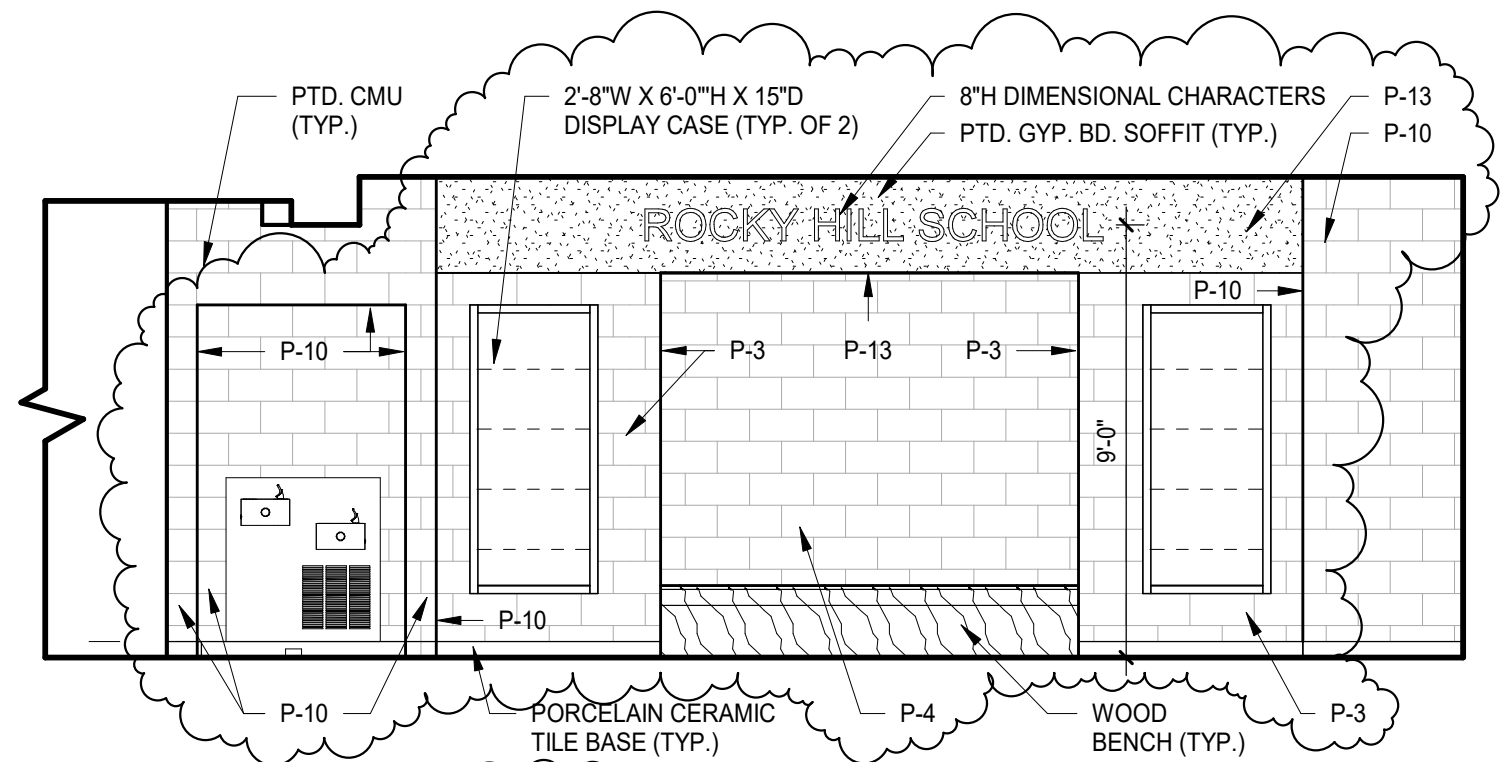 PTD. CMU
(TYP.)
2'-8"W X 6'-0"'H X 15"D
DISPLAY CASE (TYP. OF 2)
8"H DIMENSIONAL CHARACTERS
PTD. GYP. BD. SOFFIT (TYP.)
P-13
P-10
ROCKY HILL SCHOOL
P-10
P-10
P-3
P-13
P-3
9'-0"
P-10
P-10
PORCELAIN CERAMIC
TILE BASE (TYP.)
P-4
WOOD
BENCH (TYP.)
P-3